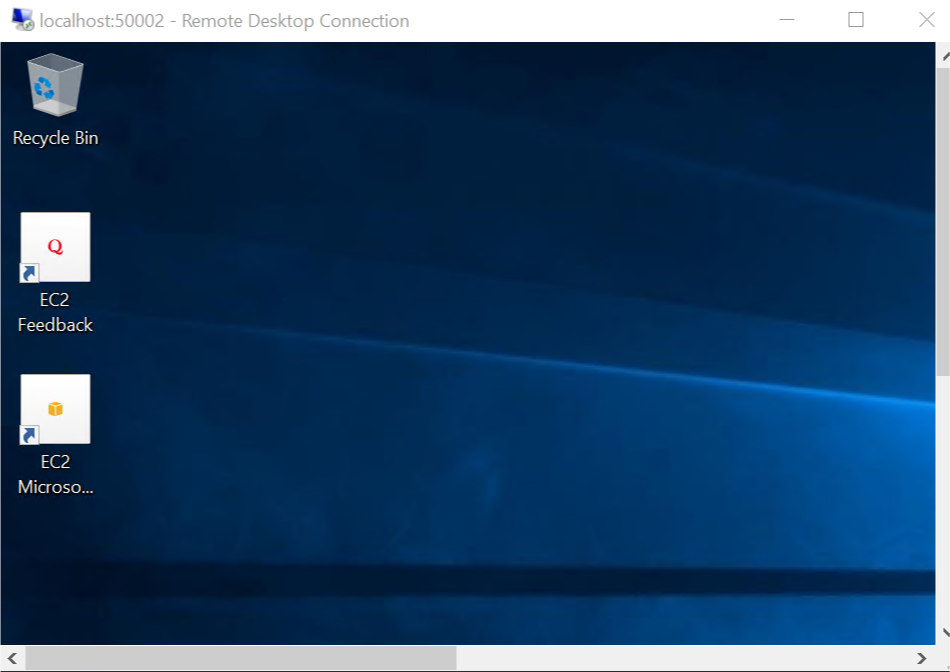 localhost:50002 - Remote Desktop Connection
Recycle Bin
Q
EC2
Feedback
EC2
Microso...